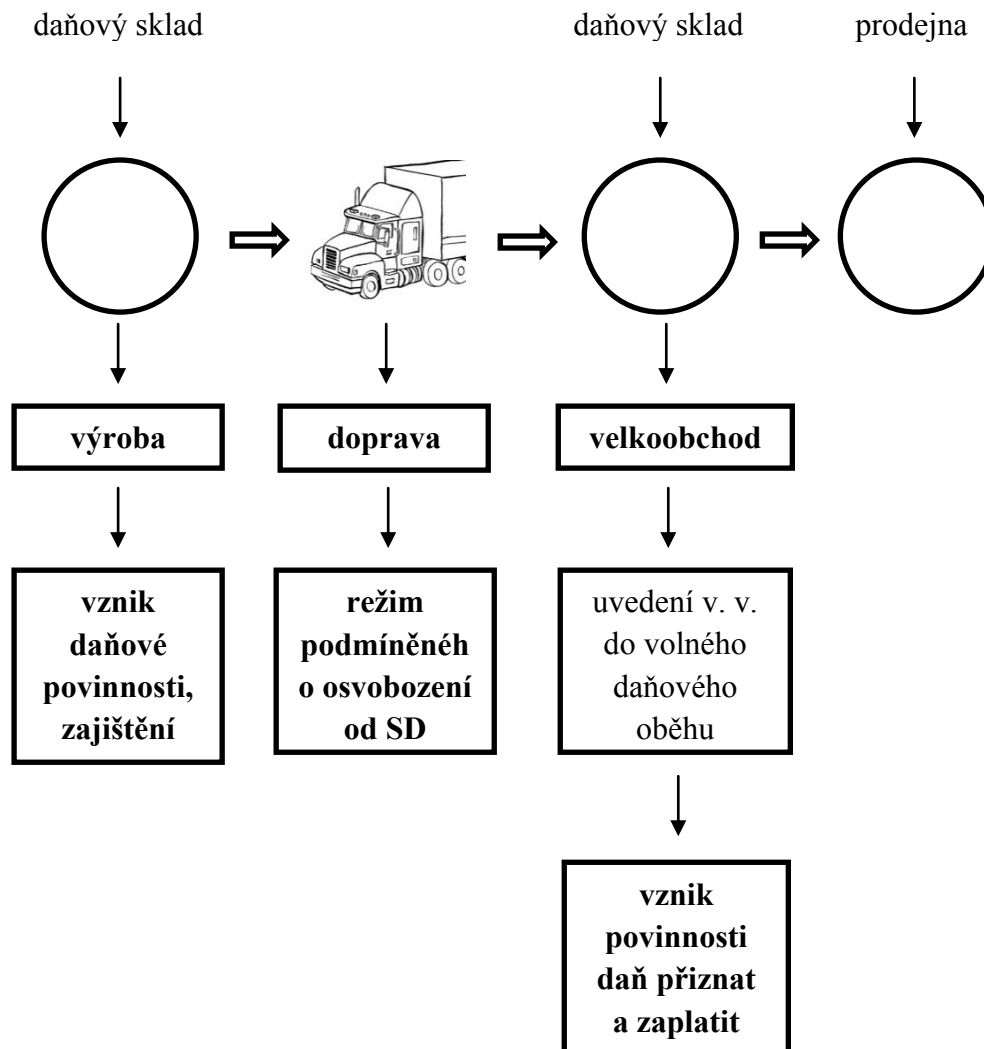 daňový sklad
daňový sklad
prodejna
výroba
doprava
velkoobchod
vznik
daňové
povinnosti,
zajištění
režim
podmíněnéh
o osvobození
od SD
uvedení v. v.
do volného
daňového
oběhu
vznik
povinnosti
daň přiznat
a zaplatit